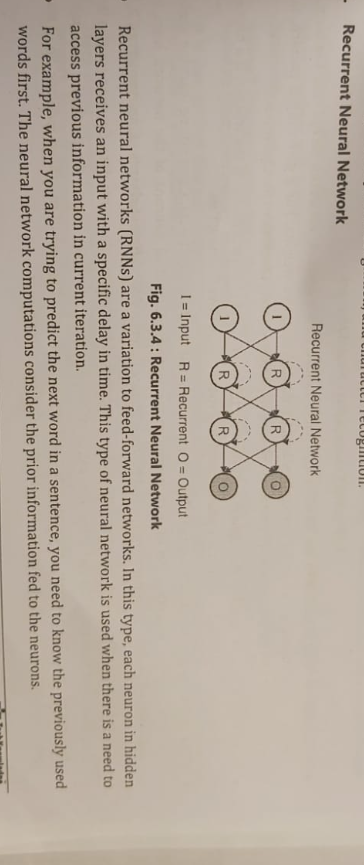 Recurrent Neural Network
Recurrent Neural Network
I R R O
I R R O
I = Input R = Recurrent O = Output
Fig. 6.3.4 : Recurrent Neural Network
Recurrent neural networks (RNNs) are a variation to feed-forward networks. In this type, each neuron in hidden
layers receives an input with a specific delay in time. This type of neural network is used when there is a need to
access previous information in current iteration.
For example, when you are trying to predict the next word in a sentence, you need to know the previously used
words first. The neural network computations consider the prior information fed to the neurons.